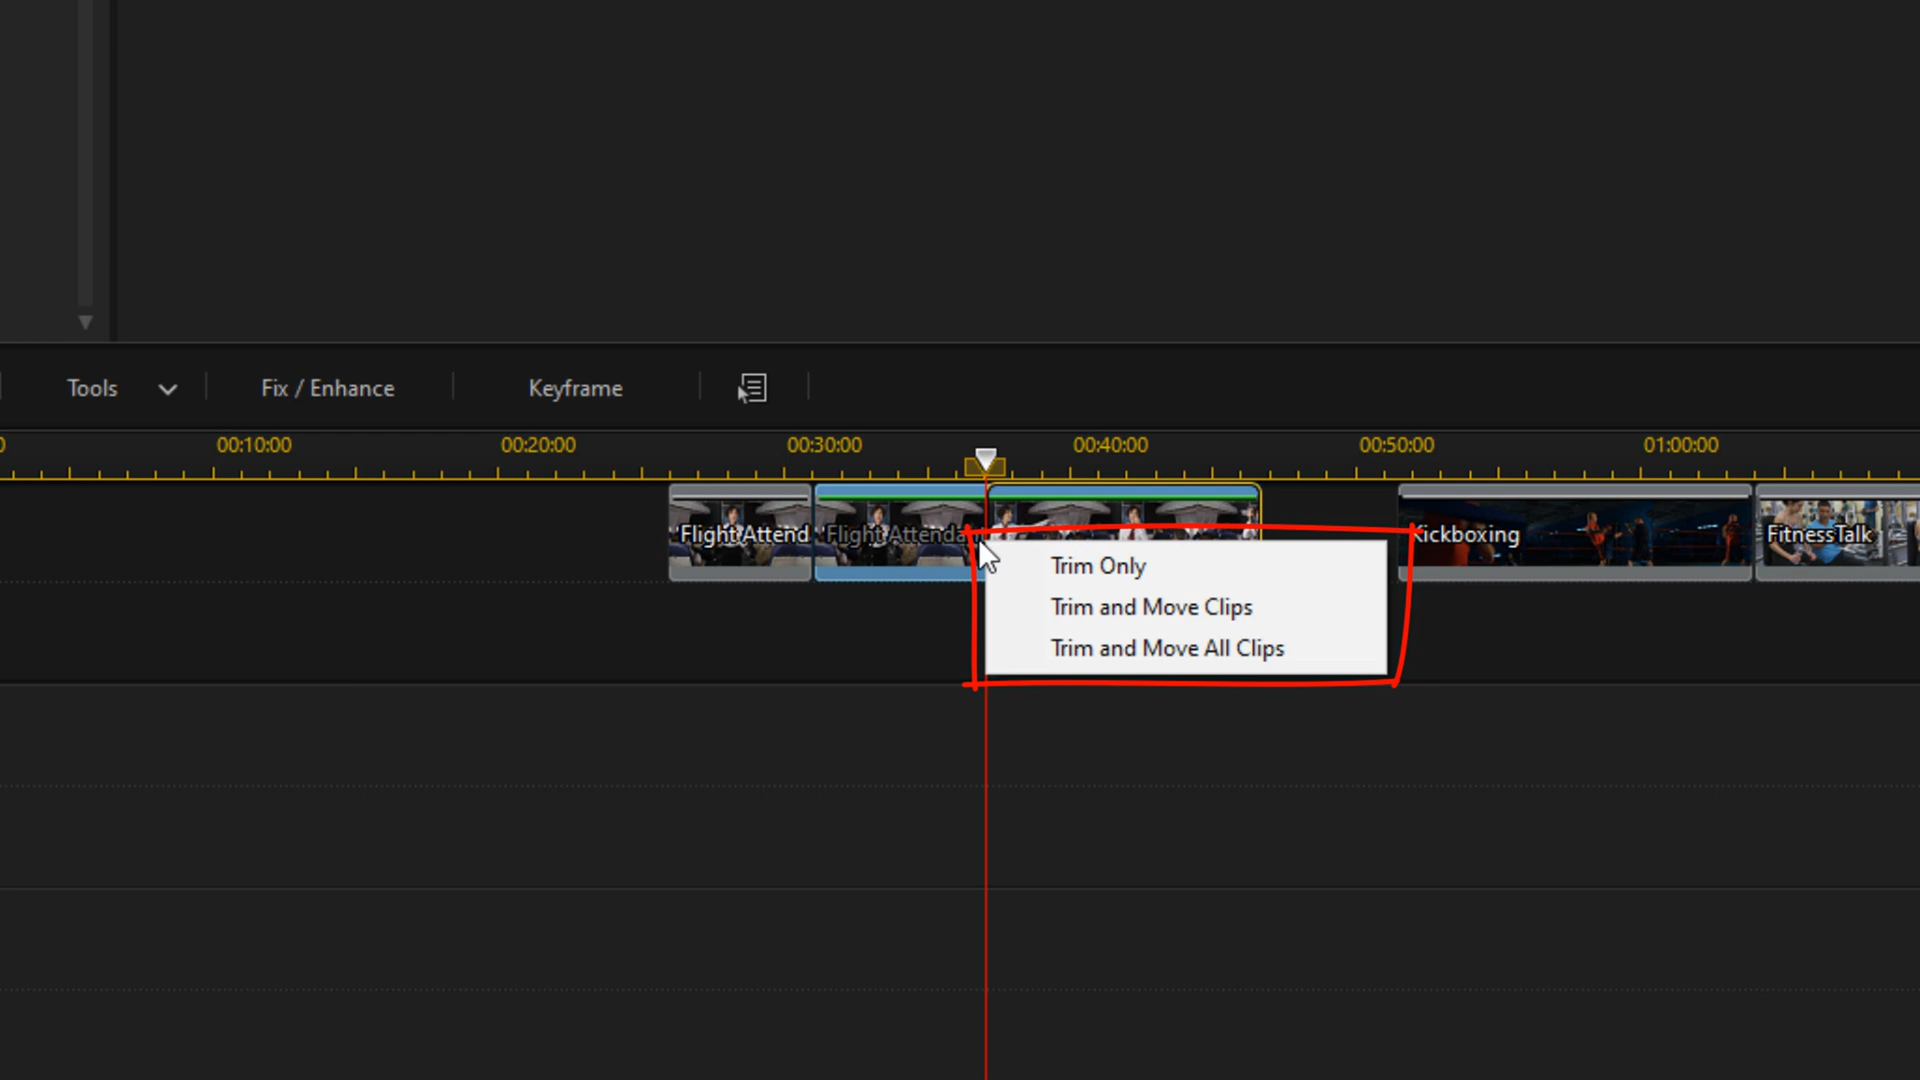 Tools
Fix / Enhance
Keyframe
0
00:10:00
00:20:00
00:30:00
00:40:00
00:50:00
01:00:00
Flight Attend
Flight Attenda
Kickboxing
FitnessTalk
Trim Only
Trim and Move Clips
Trim and Move All Clips